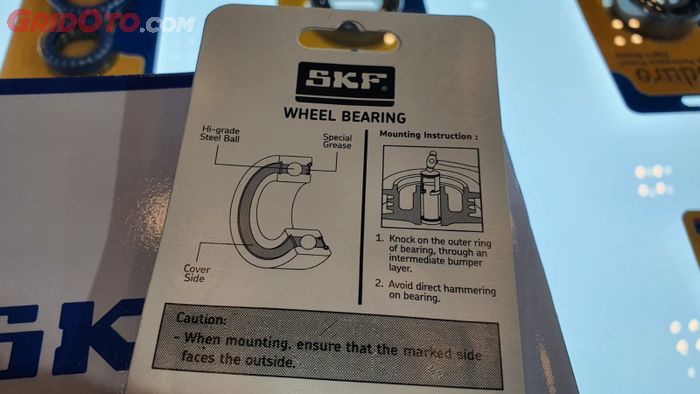 GRIDOTO.COM
SKF
WHEEL BEARING
Hi-grade
Steel Ball
Special
Grease
Cover
Side
Mounting Instruction :
1. Knock on the outer ring
of bearing, through an
intermediate bumper
layer.
2. Avoid direct hammering
on bearing.
Caution:
- When mounting, ensure that the marked side
faces the outside.
SKF